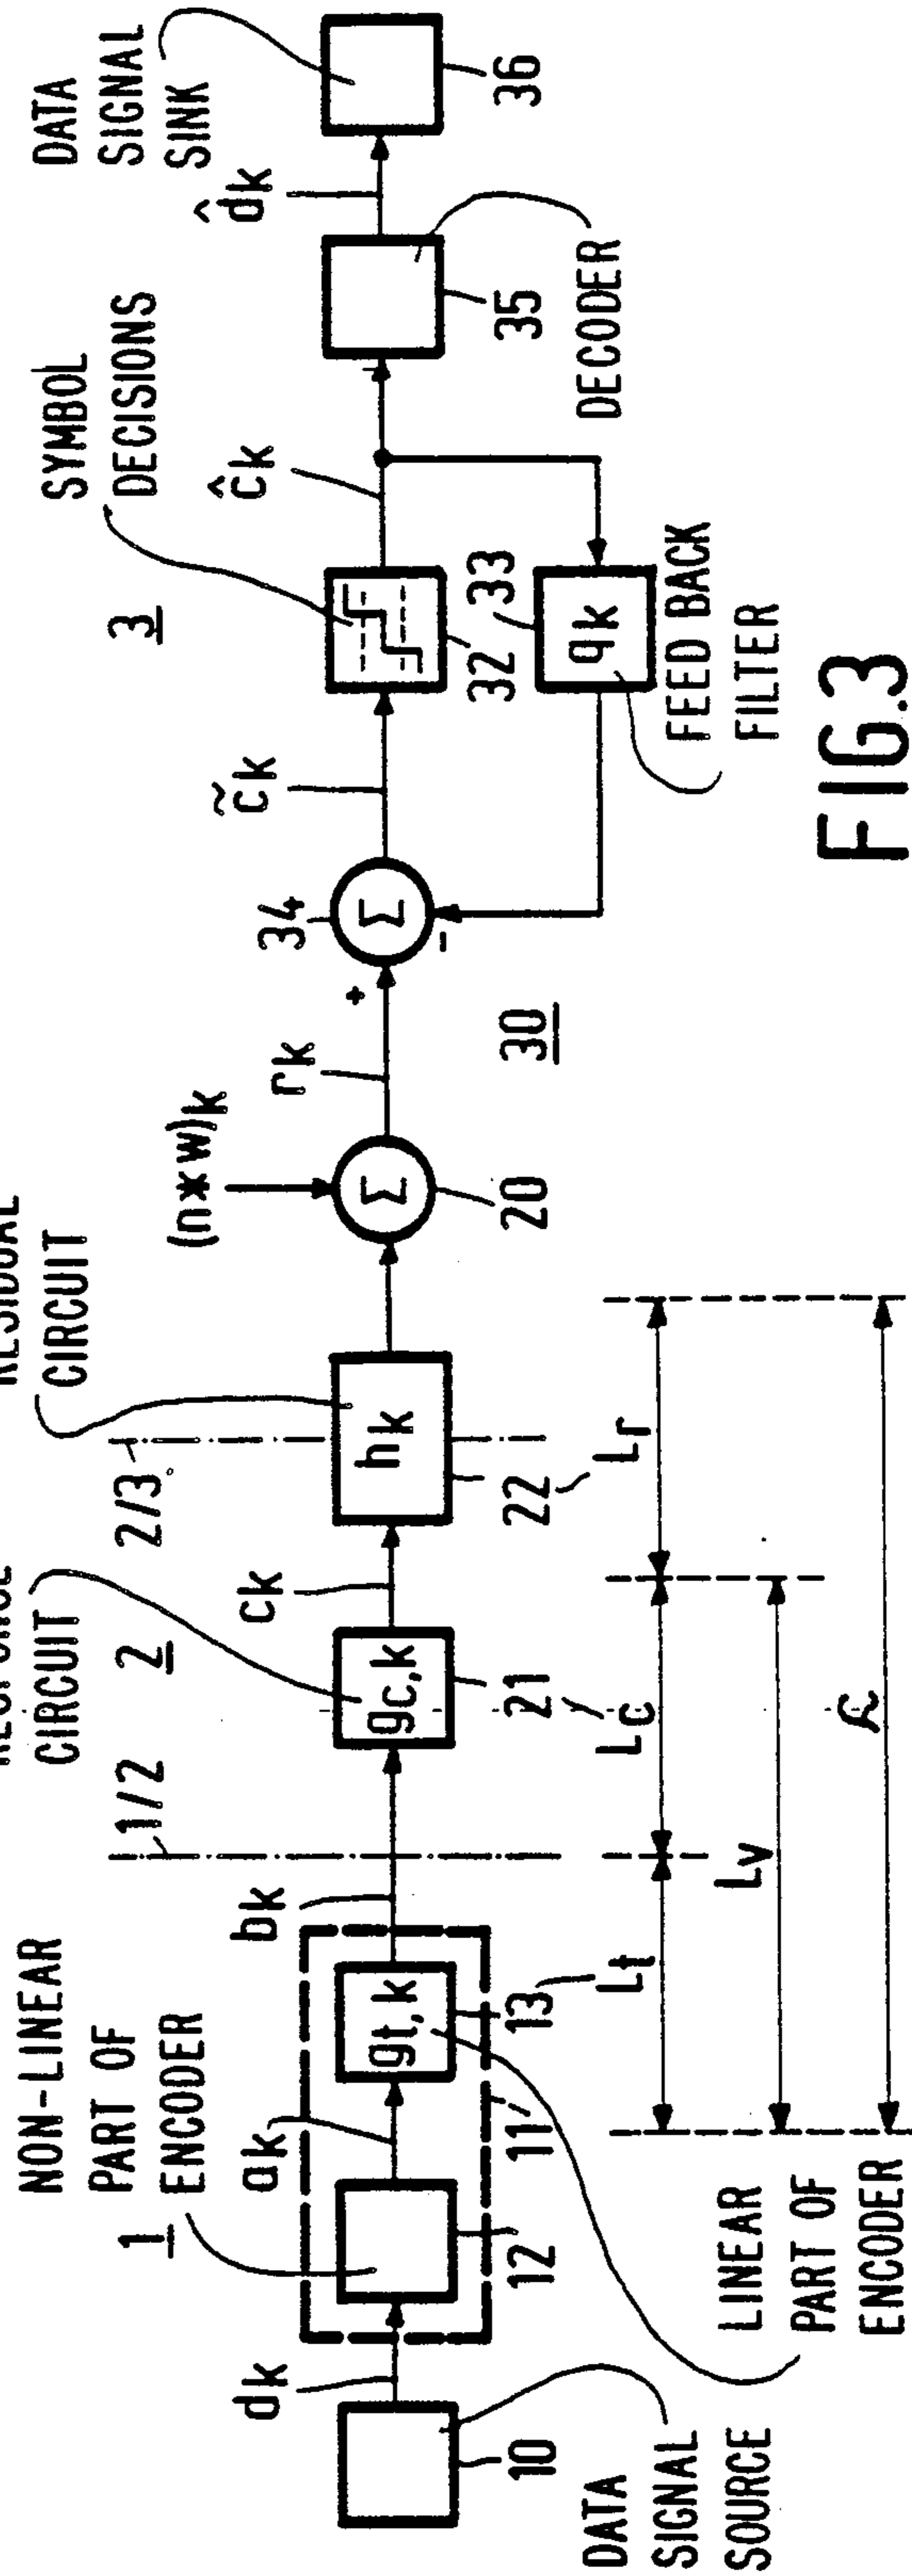 NON-LINEAR
PART OF
ENCODER
1
dk
ak
bk
10
12
11
13
DATA
SIGNAL
SOURCE
LINEAR
PART OF
ENCODER
1/2
2
CIRCUIT
gt,k
gc,k
21
ck
2/3
CIRCUIT
hk
22
Lt
Lc
Lr
Lv
(n*w)k
Σ
20
rk
30
+
-
Σ
34
c̃k
3
SYMBOL
DECISIONS
32
ĉk
33
qk
FEED BACK
FILTER
35
DECODER
d̂k
DATA
SIGNAL
SINK
36
FIG.3